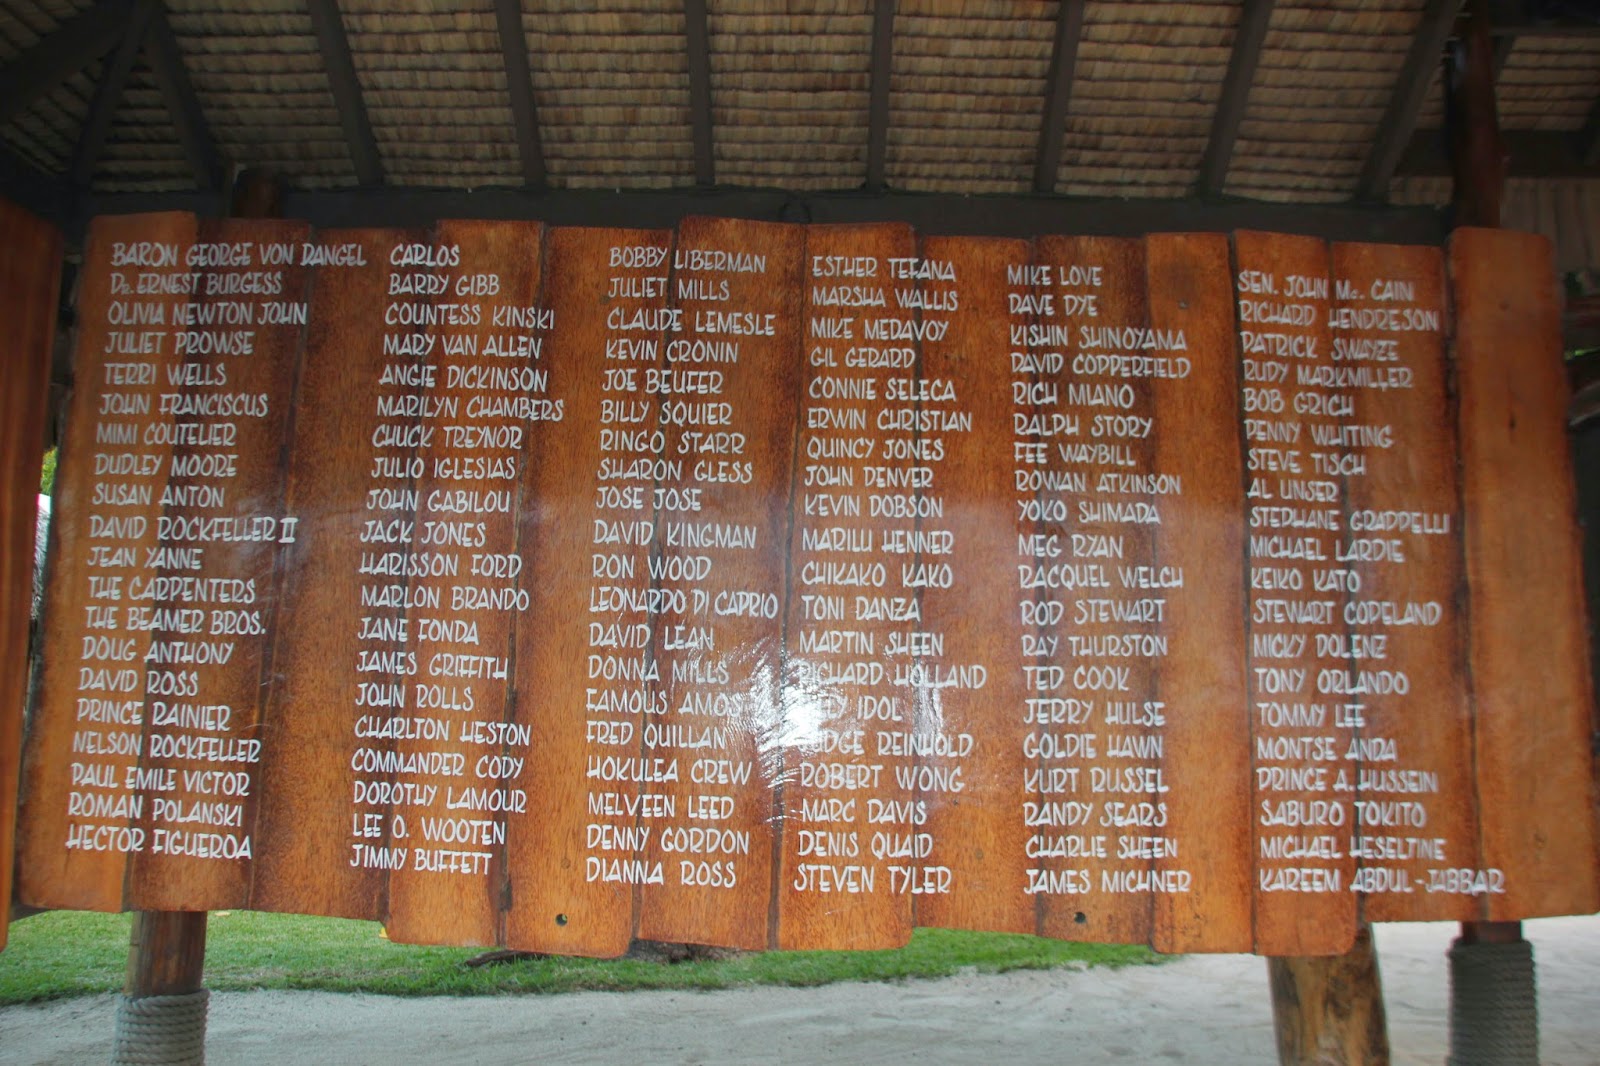 BARON GEORGE VON DANGEL
DR. ERNEST BURGESS
OLIVIA NEWTON JOHN
JULIET PROWSE
TERRI WELLS
JOHN FRANCISCUS
MIMI COUTELIER
DUDLEY MOORE
SUSAN ANTON
DAVID ROCKFELLER II
JEAN YANNE
THE CARPENTERS
THE BEAMER BROS.
DOUG ANTHONY
DAVID ROSS
PRINCE RAINIER
NELSON ROCKFELLER
PAUL EMILE VICTOR
ROMAN POLANSKI
HECTOR FIGUEROA
CARLOS
BARRY GIBB
COUNTESS KINSKI
MARY VAN ALLEN
ANGIE DICKINSON
MARILYN CHAMBERS
CHUCK TREYNOR
JULIO IGLESIAS
JOHN GABILOU
JACK JONES
HARISSON FORD
MARLON BRANDO
JANE FONDA
JAMES GRIFFITH
JOHN ROLLS
CHARLTON HESTON
COMMANDER CODY
DOROTHY LAMOUR
LEE O. WOOTEN
JIMMY BUFFETT
BOBBY LIBERMAN
JULIET MILLS
CLAUDE LEMESLE
KEVIN CRONIN
JOE BEUFER
BILLY SQUIER
RINGO STARR
SHARON GLESS
JOSE JOSE
DAVID KINGMAN
RON WOOD
LEONARDO DI CAPRIO
DAVID LEAN
DONNA MILLS
FAMOUS AMOS
FRED QUILLAN
HOKULEA CREW
MELVEEN LEED
DENNY GORDON
DIANNA ROSS
ESTHER TEFANA
MARSHA WALLIS
MIKE MEDAVOY
GIL GERARD
CONNIE SELECA
ERWIN CHRISTIAN
QUINCY JONES
JOHN DENVER
KEVIN DOBSON
MARILU HENNER
CHIKAKO KAKO
TONI DANZA
MARTIN SHEEN
RICHARD HOLLAND
IDOL
REINHOLD
ROBERT WONG
MARC DAVIS
DENIS QUAID
STEVEN TYLER
MIKE LOVE
DAVE DYE
KISHIN SHINOYAMA
DAVID COPPERFIELD
RICH MIANO
RALPH STORY
FEE WAYBILL
ROWAN ATKINSON
YOKO SHIMADA
MEG RYAN
RACQUEL WELCH
ROD STEWART
RAY THURSTON
TED COOK
JERRY HULSE
GOLDIE HAWN
KURT RUSSEL
RANDY SEARS
CHARLIE SHEEN
JAMES MICHNER
SEN. JOHN Mc. CAIN
RICHARD HENDRESON
PATRICK SWAYZE
RUDY MARKMILLER
BOB GRICH
PENNY WHITING
STEVE TISCH
AL UNSER
STEPHANE GRAPPELLI
MICHAEL LARDIE
KEIKO KATO
STEWART COPELAND
MICKY DOLENZ
TONY ORLANDO
TOMMY LEE
MONTSE ANDA
PRINCE A. HUSSEIN
SABURO TOKITO
MICHAEL HESELTINE
KAREEM ABDUL-JABBAR